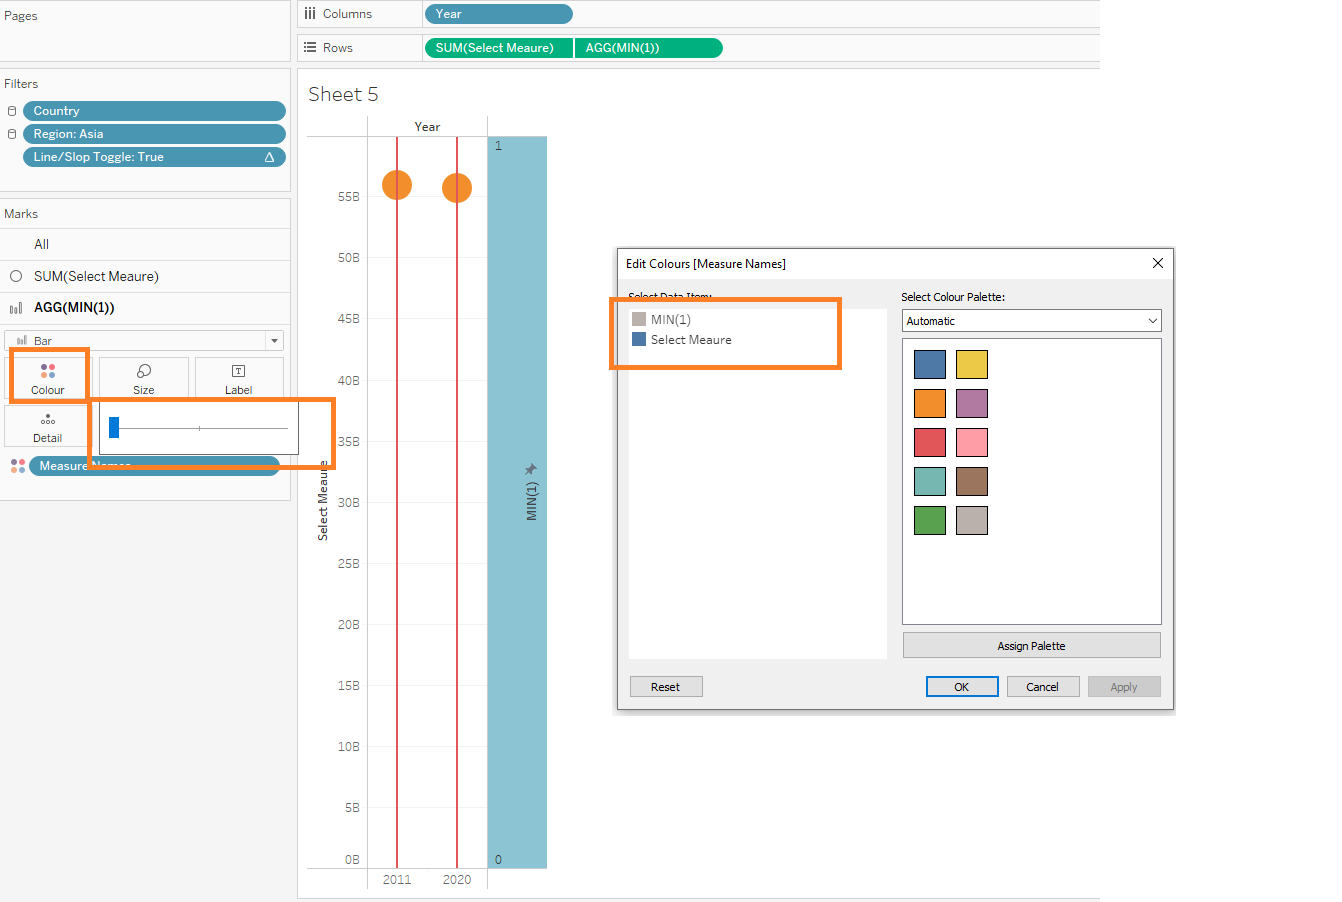 Pages
Columns
Year
Rows
SUM(Select Meaure)
AGG(MIN(1))
Filters
Country
Region: Asia
Line/Slop Toggle: True
Marks
All
SUM(Select Meaure)
AGG(MIN(1))
Bar
Colour
Size
Label
Detail
Measure Names
Sheet 5
Year
1
55B
50B
45B
40B
35B
30B
25B
20B
15B
10B
5B
0B
0
Select Meaure
MIN(1)
2011
2020
Edit Colours [Measure Names]
Select Data Item:
MIN(1)
Select Meaure
Select Colour Palette:
Automatic
Assign Palette
Reset
OK
Cancel
Apply